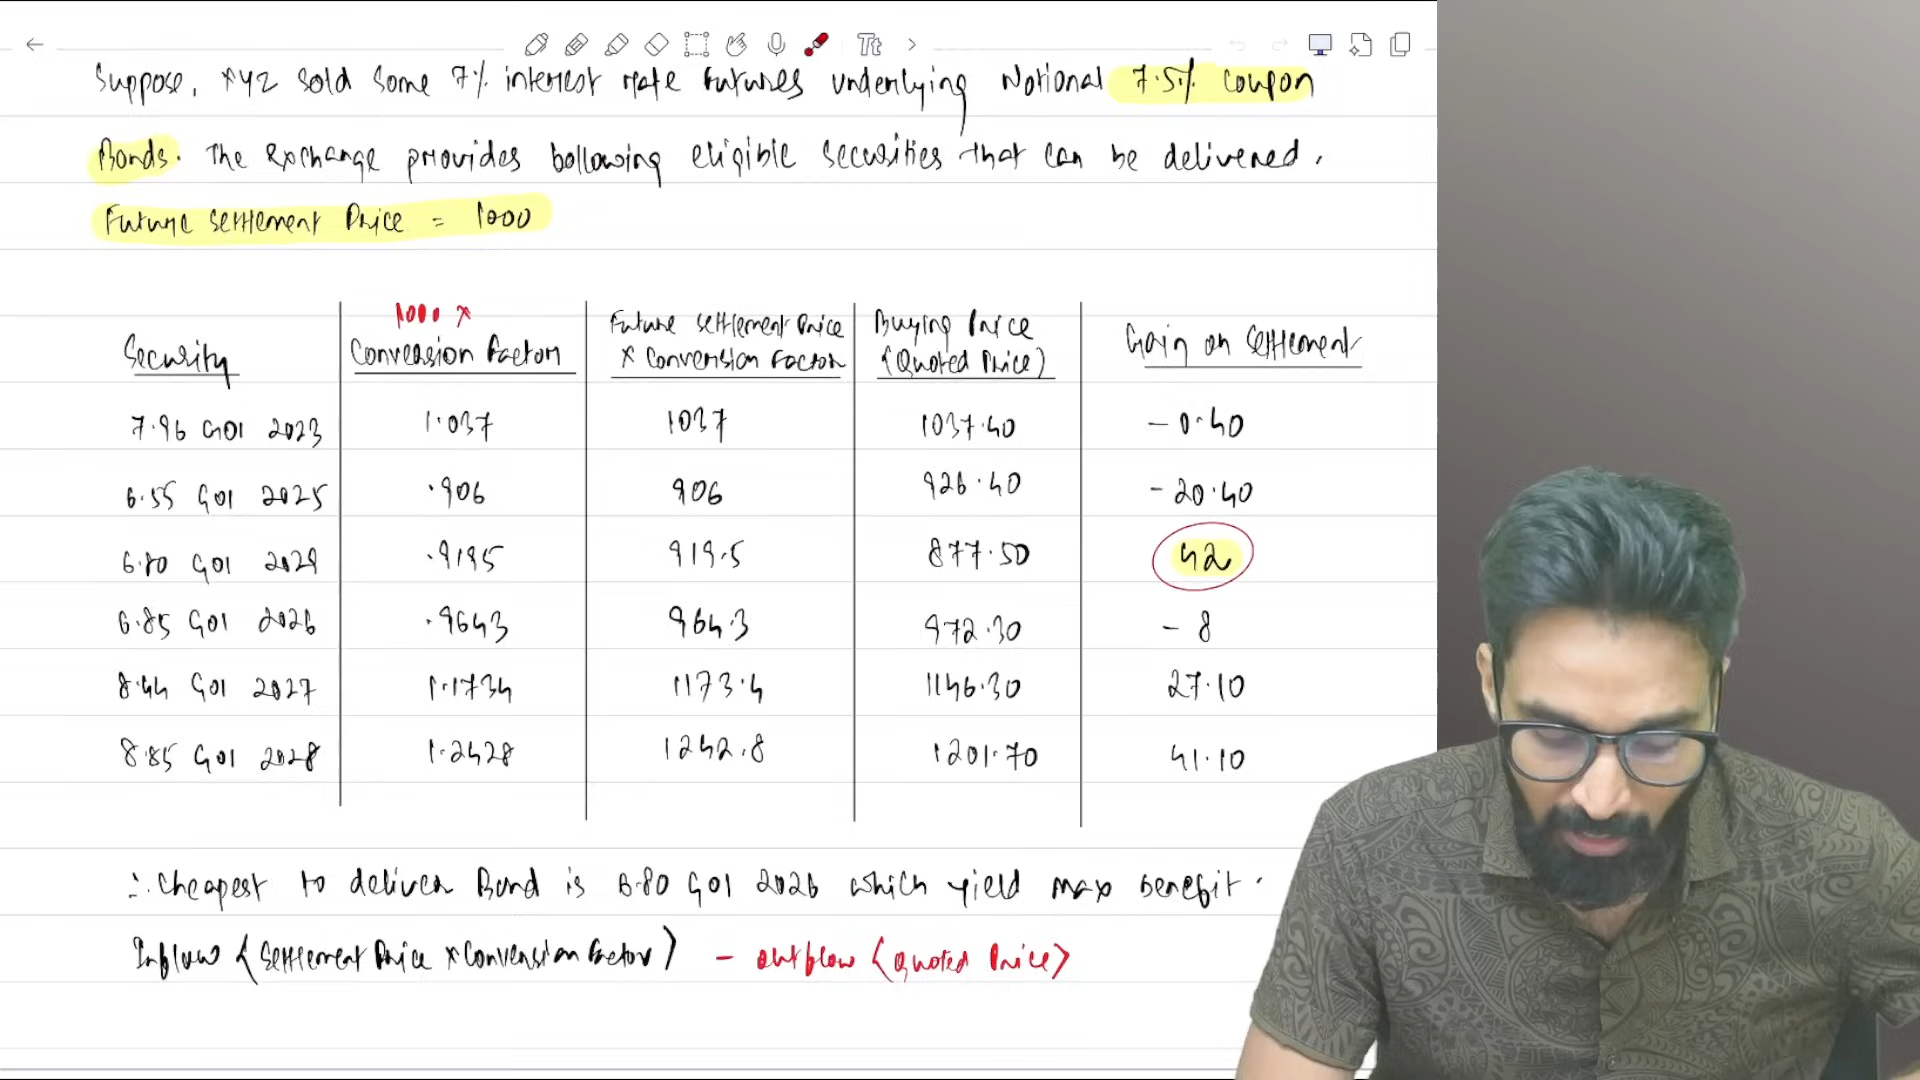 Suppose, XYZ sold some 7% interest rate futures underlying Notional 7.5% coupon
Bonds. The Exchange provides following eligible securities that can be delivered.
Future settlement Price = 1000
1000 x
Security Conversion Factor Future settlement Price x Conversion Factor Buying Price (Quoted Price) Gain on settlement
7.96 GOI 2023 1.037 1037 1037.40 - 0.40
6.55 GOI 2025 .906 906 926.40 - 20.40
6.80 GOI 2029 .9195 919.5 877.50 42
6.85 GOI 2026 .9643 964.3 972.30 - 8
8.44 GOI 2027 1.1734 1173.4 1146.30 27.10
8.85 GOI 2028 1.2428 1242.8 1201.70 41.10
∴ Cheapest to deliver Bond is 6.80 GOI 2026 which yield max benefit.
Inflow (Settlement Price x Conversion Factor) - outflow (Quoted Price)
Tt